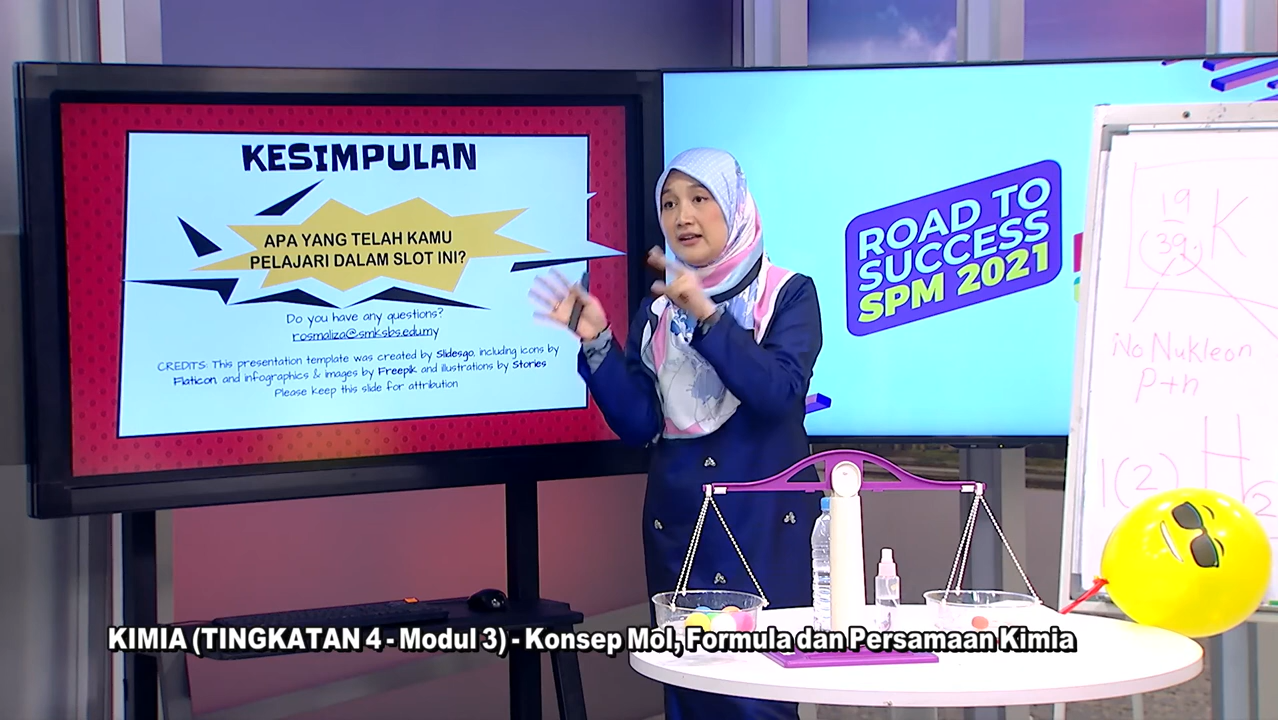 KESIMPULAN
APA YANG TELAH KAMU
PELAJARI DALAM SLOT INI?
Do you have any questions?
rosmaliza@smksbs.edu.my
CREDITS: This presentation template was created by Slidesgo, including icons by
Flaticon, and infographics & images by Freepik and illustrations by Stories
Please keep this slide for attribution
ROAD TO
SUCCESS
SPM 2021
19
(39) K
No Nukleon
p+n
1(2) H2
KIMIA (TINGKATAN 4 - Modul 3) - Konsep Mol, Formula dan Persamaan Kimia